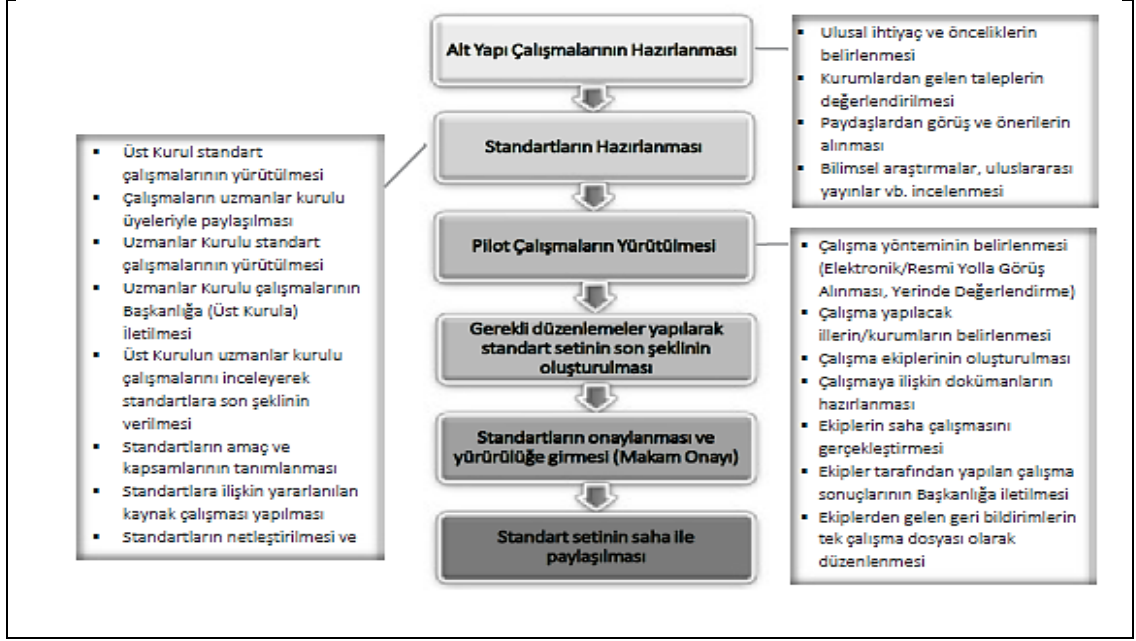 Alt Yapı Çalışmalarının Hazırlanması
▪ Ulusal ihtiyaç ve önceliklerin
belirlenmesi
▪ Kurumlardan gelen taleplerin
değerlendirilmesi
▪ Paydaşlardan görüş ve önerilerin
alınması
▪ Bilimsel araştırmalar, uluslararası
yayınlar vb. incelenmesi
Standartların Hazırlanması
▪ Üst Kurul standart
çalışmalarının yürütülmesi
▪ Çalışmaların uzmanlar kurulu
üyeleriyle paylaşılması
▪ Uzmanlar Kurulu standart
çalışmalarının yürütülmesi
▪ Uzmanlar Kurulu çalışmalarının
Başkanlığa (Üst Kurula)
İletilmesi
▪ Üst Kurulun uzmanlar kurulu
çalışmalarını inceleyerek
standartlara son şeklinin
verilmesi
▪ Standartların amaç ve
kapsamlarının tanımlanması
▪ Standartlara ilişkin yararlanılan
kaynak çalışması yapılması
▪ Standartların netleştirilmesi ve
Pilot Çalışmaların Yürütülmesi
▪ Çalışma yönteminin belirlenmesi
(Elektronik/Resmi Yolla Görüş
Alınması, Yerinde Değerlendirme)
▪ Çalışma yapılacak
illerin/kurumların belirlenmesi
▪ Çalışma ekiplerinin oluşturulması
▪ Çalışmaya ilişkin dokümanların
hazırlanması
▪ Ekiplerin saha çalışmasını
gerçekleştirmesi
▪ Ekipler tarafından yapılan çalışma
sonuçlarının Başkanlığa iletilmesi
▪ Ekiplerden gelen geri bildirimlerin
tek çalışma dosyası olarak
düzenlenmesi
Gerekli düzenlemeler yapılarak
standart setinin son şeklinin
oluşturulması
Standartların onaylanması ve
yürürülüğe girmesi (Makam Onayı)
Standart setinin saha ile
paylaşılması